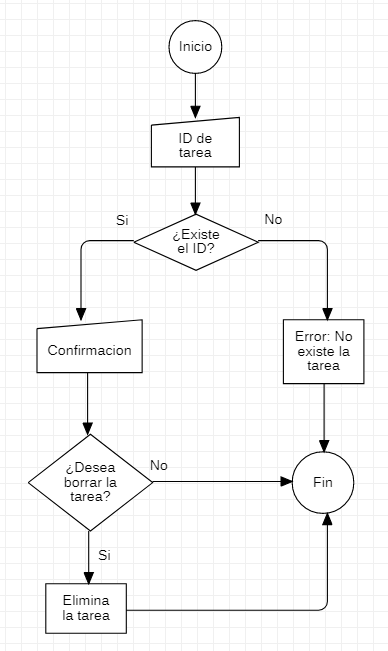 Inicio
ID de
tarea
Si
No
¿Existe
el ID?
Confirmacion
Error: No
existe la
tarea
¿Desea
borrar la
tarea?
No
Fin
Si
Elimina
la tarea